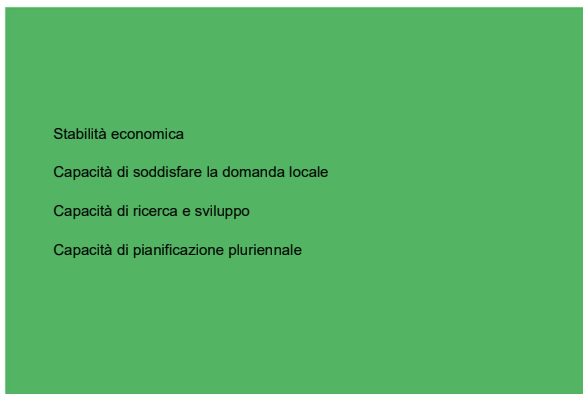 Stabilità economica
Capacità di soddisfare la domanda locale
Capacità di ricerca e sviluppo
Capacità di pianificazione pluriennale